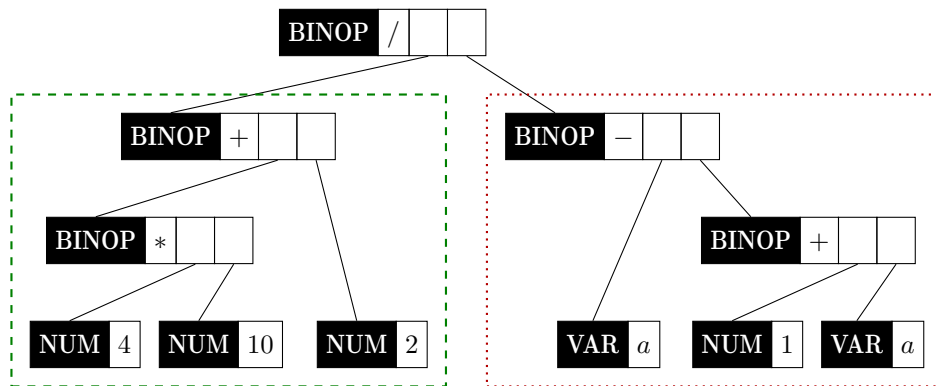 BINOP /
BINOP + BINOP −
BINOP * BINOP +
NUM 4 NUM 10 NUM 2 VAR a NUM 1 VAR a